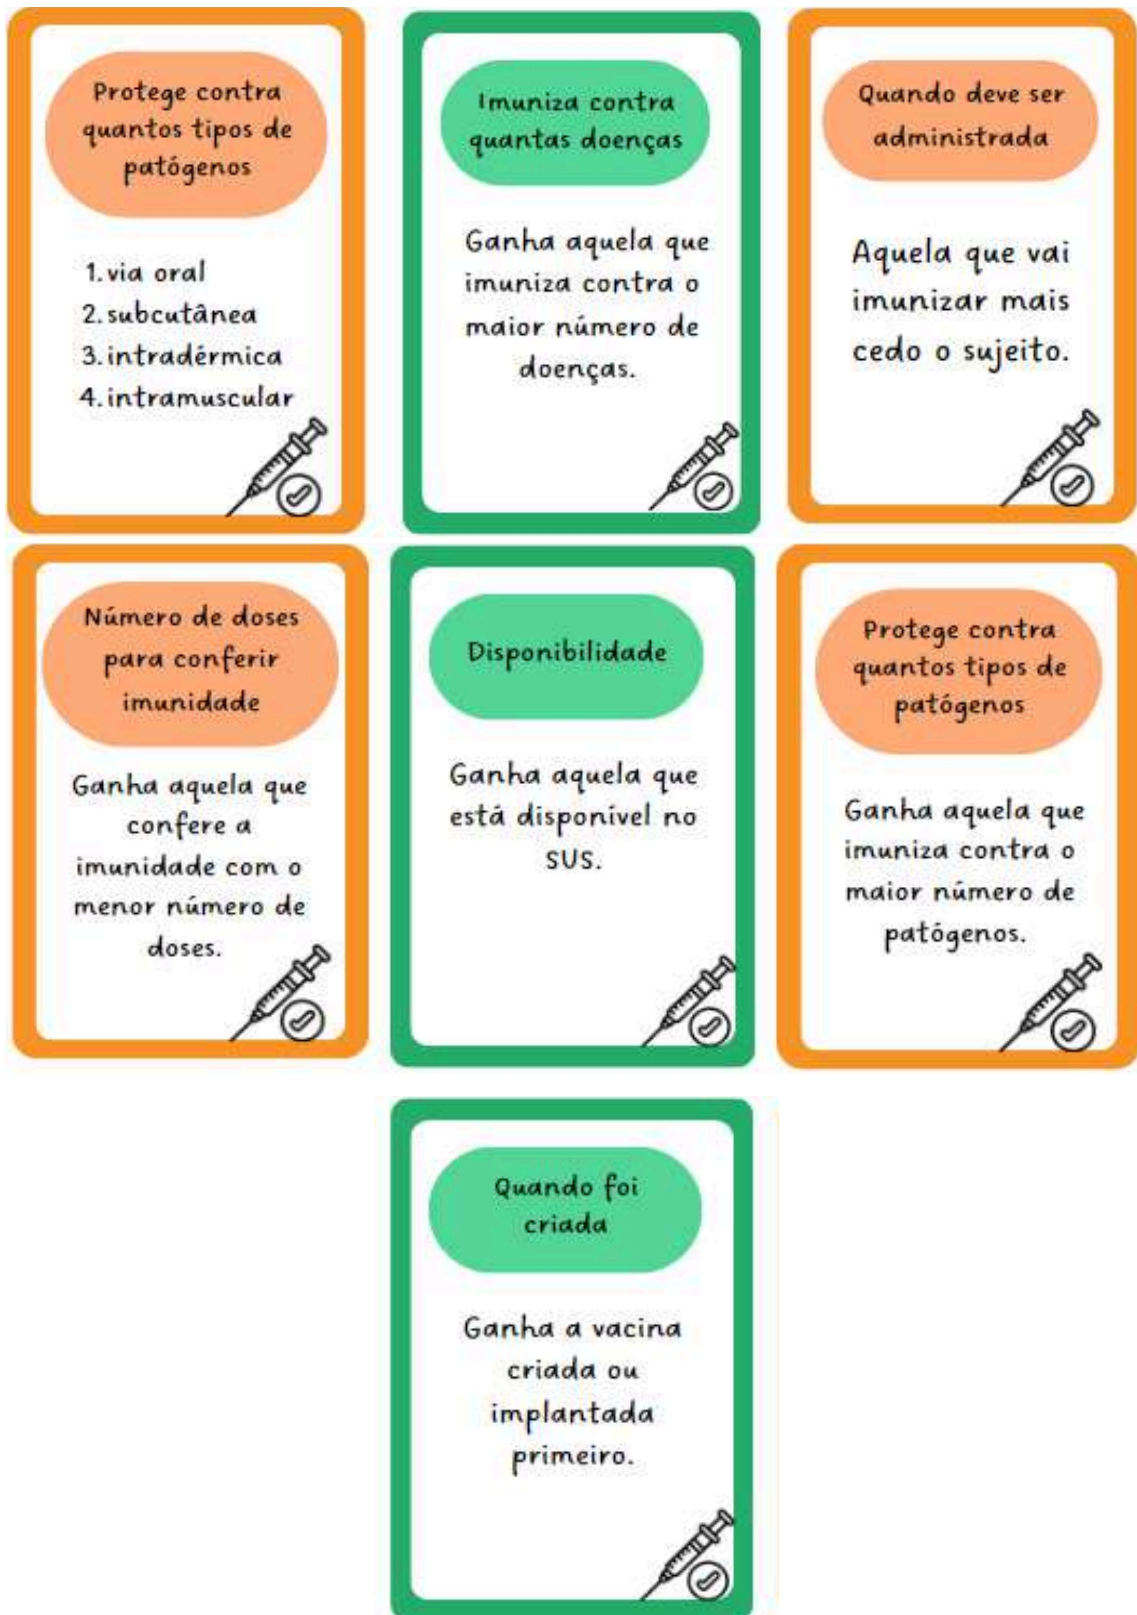 Protege contra
quantos tipos de
patógenos
1. via oral
2. subcutânea
3. intradérmica
4. intramuscular
Imuniza contra
quantas doenças
Ganha aquela que
imuniza contra o
maior número de
doenças.
Quando deve ser
administrada
Aquela que vai
imunizar mais
cedo o sujeito.
Número de doses
para conferir
imunidade
Ganha aquela que
confere a
imunidade com o
menor número de
doses.
Disponibilidade
Ganha aquela que
está disponível no
SUS.
Protege contra
quantos tipos de
patógenos
Ganha aquela que
imuniza contra o
maior número de
patógenos.
Quando foi
criada
Ganha a vacina
criada ou
implantada
primeiro.